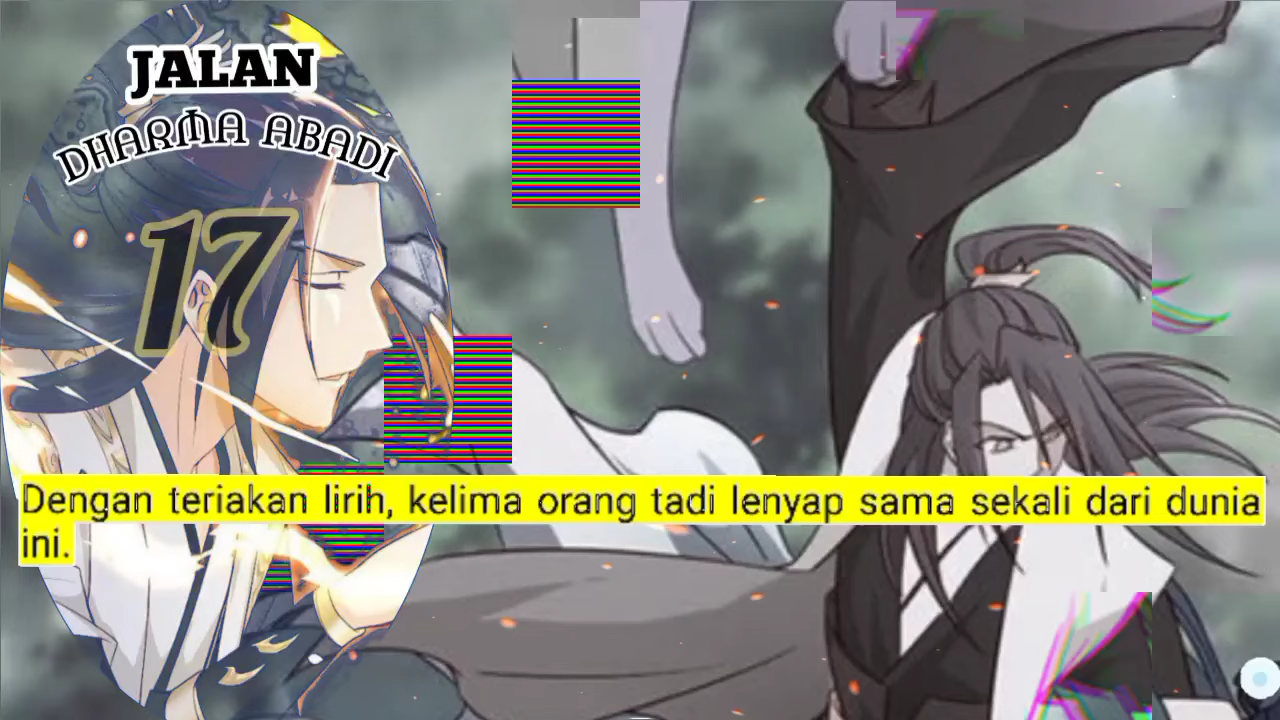 JALAN
DHARMA ABADI
17
Dengan teriakan lirih, kelima orang tadi lenyap sama sekali dari dunia
ini.